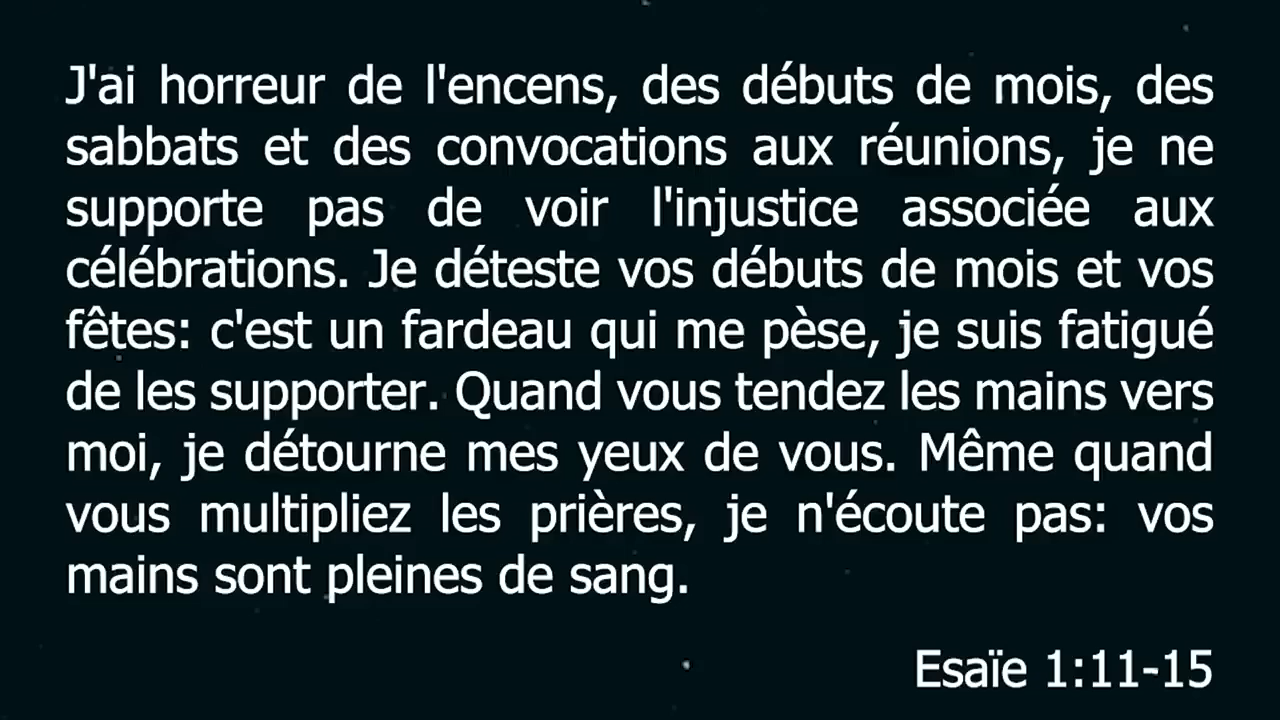 J'ai horreur de l'encens, des débuts de mois, des
sabbats et des convocations aux réunions, je ne
supporte pas de voir l'injustice associée aux
célébrations. Je déteste vos débuts de mois et vos
fêtes: c'est un fardeau qui me pèse, je suis fatigué
de les supporter. Quand vous tendez les mains vers
moi, je détourne mes yeux de vous. Même quand
vous multipliez les prières, je n'écoute pas: vos
mains sont pleines de sang.
Esaïe 1:11-15